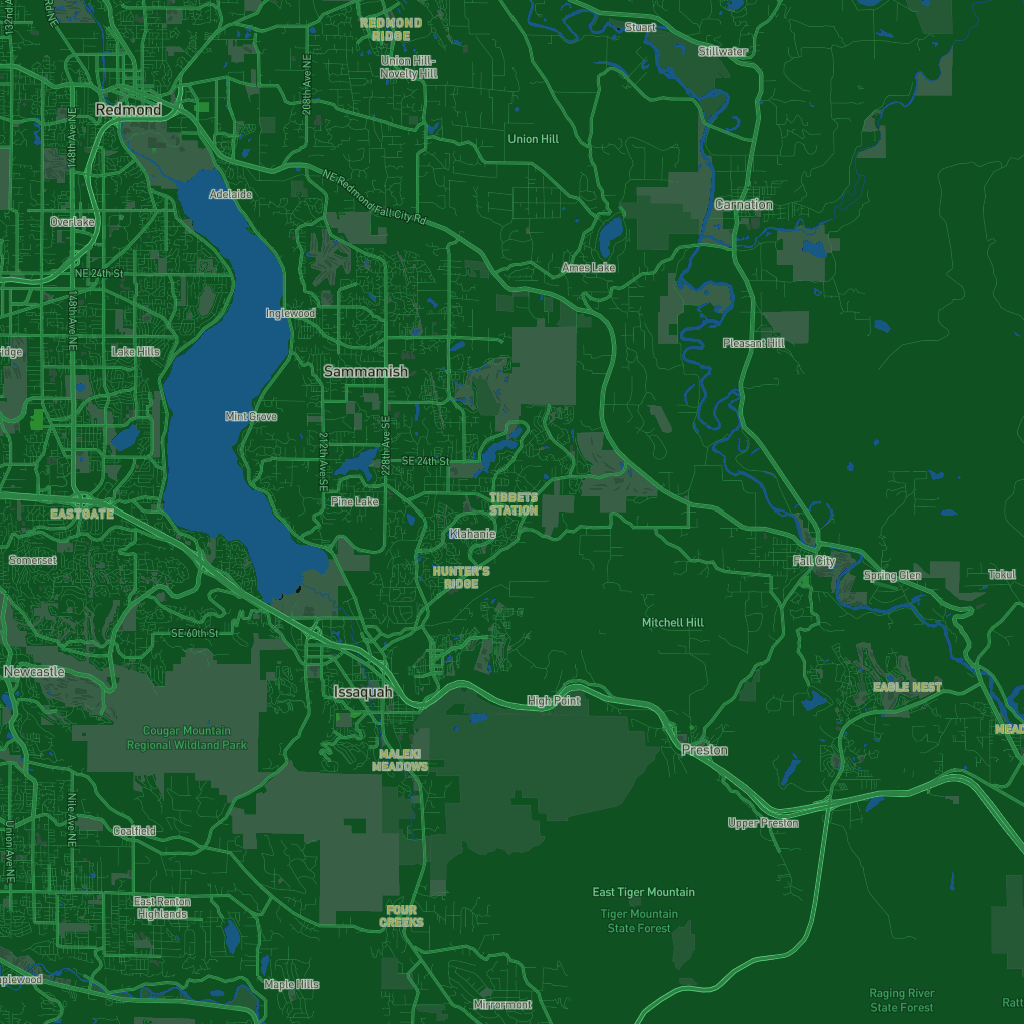 132nd A
Rd NE
REDMOND
RIDGE
Stuart
Stillwater
Union Hill-
Novelty Hill
208th Ave NE
Redmond
148th Ave NE
Union Hill
NE Redmond Fall City Rd
Adelaide
Carnation
Overlake
NE 24th St
Ames Lake
Inglewood
148th Ave NE
Lake Hills
idge
Pleasant Hill
Sammamish
Mint Grove
228th Ave SE
212th Ave SE
SE 24th St
Pine Lake
TIBBETS
STATION
EASTGATE
Klahanie
Somerset
Fall City
HUNTER'S
RIDGE
Spring Glen
Tokul
SE 60th St
Mitchell Hill
Newcastle
EAGLE NEST
Issaquah
High Point
Cougar Mountain
Regional Wildland Park
MEAD
Preston
MALEKI
MEADOWS
Nile Ave NE
Union Ave NE
Coalfield
Upper Preston
East Renton
Highlands
East Tiger Mountain
FOUR
CREEKS
Tiger Mountain
State Forest
aplewood
Maple Hills
Mirrormont
Raging River
State Forest
Ratt